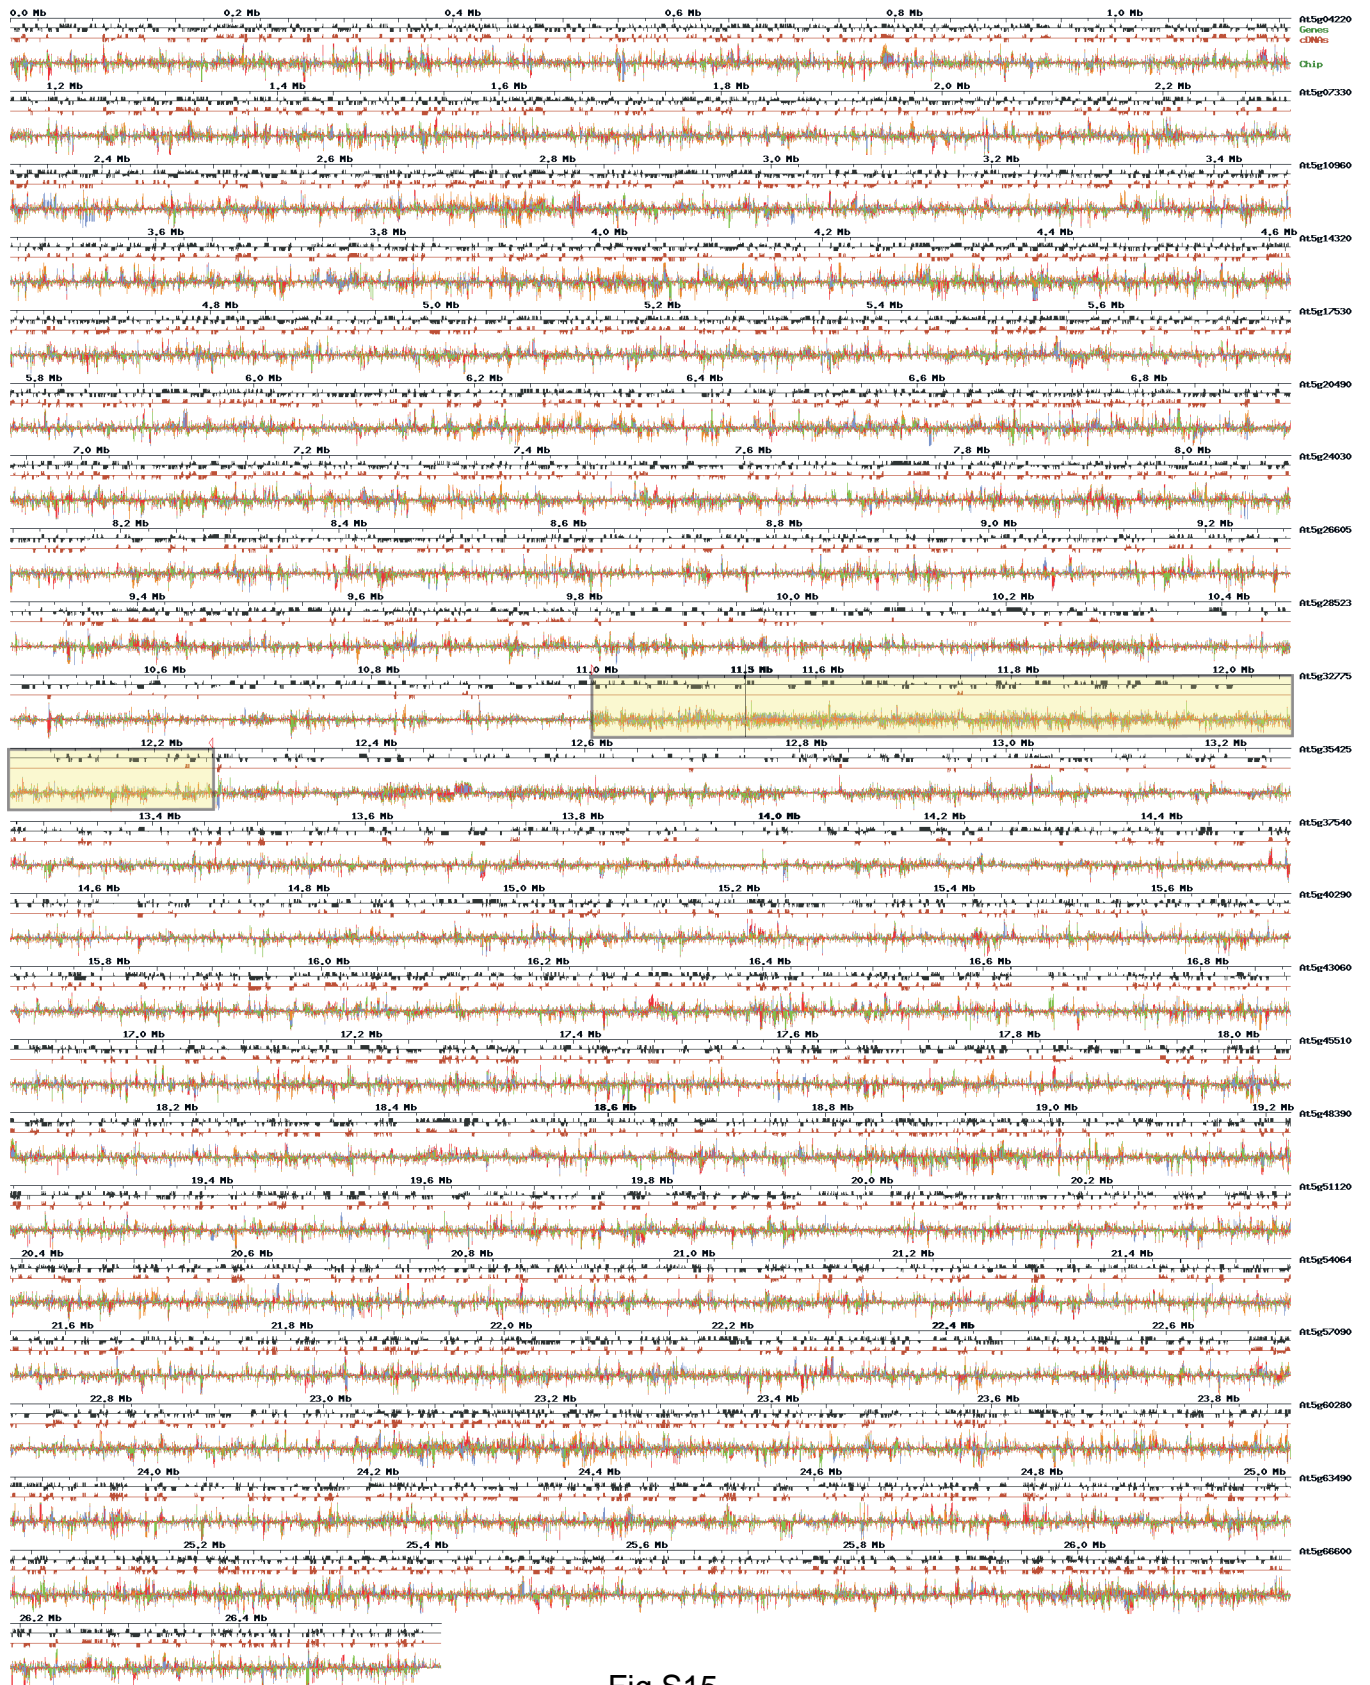 0.0 Mb 0.2 Mb 0.4 Mb 0.6 Mb 0.8 Mb 1.0 Mb At5g04220
Genes
cDNAs
Chip
1.2 Mb 1.4 Mb 1.6 Mb 1.8 Mb 2.0 Mb 2.2 Mb At5g07330
2.4 Mb 2.6 Mb 2.8 Mb 3.0 Mb 3.2 Mb 3.4 Mb At5g10960
3.6 Mb 3.8 Mb 4.0 Mb 4.2 Mb 4.4 Mb 4.6 Mb At5g14320
4.8 Mb 5.0 Mb 5.2 Mb 5.4 Mb 5.6 Mb At5g17530
5.8 Mb 6.0 Mb 6.2 Mb 6.4 Mb 6.6 Mb 6.8 Mb At5g20490
7.0 Mb 7.2 Mb 7.4 Mb 7.6 Mb 7.8 Mb 8.0 Mb At5g24030
8.2 Mb 8.4 Mb 8.6 Mb 8.8 Mb 9.0 Mb 9.2 Mb At5g26605
9.4 Mb 9.6 Mb 9.8 Mb 10.0 Mb 10.2 Mb 10.4 Mb At5g28523
10.6 Mb 10.8 Mb 11.0 Mb 11.5 Mb 11.6 Mb 11.8 Mb 12.0 Mb At5g32775
12.2 Mb 12.4 Mb 12.6 Mb 12.8 Mb 13.0 Mb 13.2 Mb At5g35425
13.4 Mb 13.6 Mb 13.8 Mb 14.0 Mb 14.2 Mb 14.4 Mb At5g37540
14.6 Mb 14.8 Mb 15.0 Mb 15.2 Mb 15.4 Mb 15.6 Mb At5g40290
15.8 Mb 16.0 Mb 16.2 Mb 16.4 Mb 16.6 Mb 16.8 Mb At5g43060
17.0 Mb 17.2 Mb 17.4 Mb 17.6 Mb 17.8 Mb 18.0 Mb At5g45510
18.2 Mb 18.4 Mb 18.6 Mb 18.8 Mb 19.0 Mb 19.2 Mb At5g48390
19.4 Mb 19.6 Mb 19.8 Mb 20.0 Mb 20.2 Mb At5g51120
20.4 Mb 20.6 Mb 20.8 Mb 21.0 Mb 21.2 Mb 21.4 Mb At5g54064
21.6 Mb 21.8 Mb 22.0 Mb 22.2 Mb 22.4 Mb 22.6 Mb At5g57090
22.8 Mb 23.0 Mb 23.2 Mb 23.4 Mb 23.6 Mb 23.8 Mb At5g60280
24.0 Mb 24.2 Mb 24.4 Mb 24.6 Mb 24.8 Mb 25.0 Mb At5g63490
25.2 Mb 25.4 Mb 25.6 Mb 25.8 Mb 26.0 Mb At5g66600
26.2 Mb 26.4 Mb
Fig S15